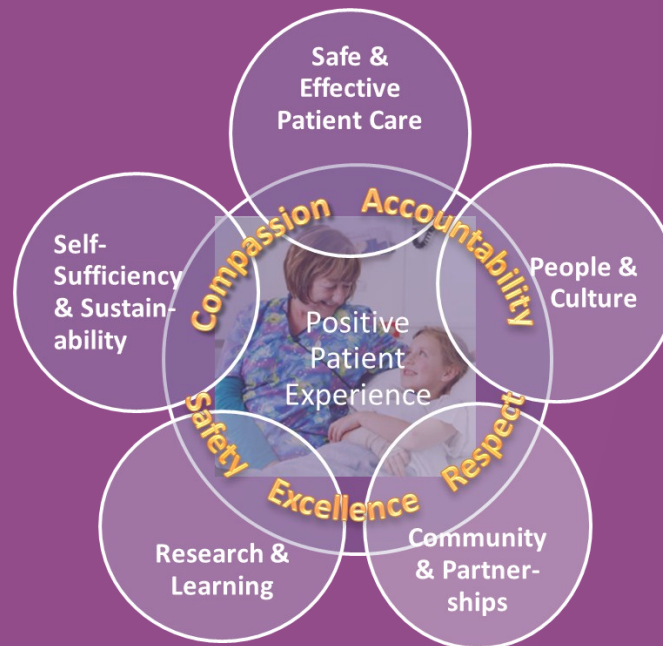 Safe &
Effective
Patient Care
Compassion
Accountability
Self-
Sufficiency
& Sustain-
ability
People &
Culture
Positive
Patient
Experience
Safety
Excellence
Respect
Research &
Learning
Community
& Partner-
ships